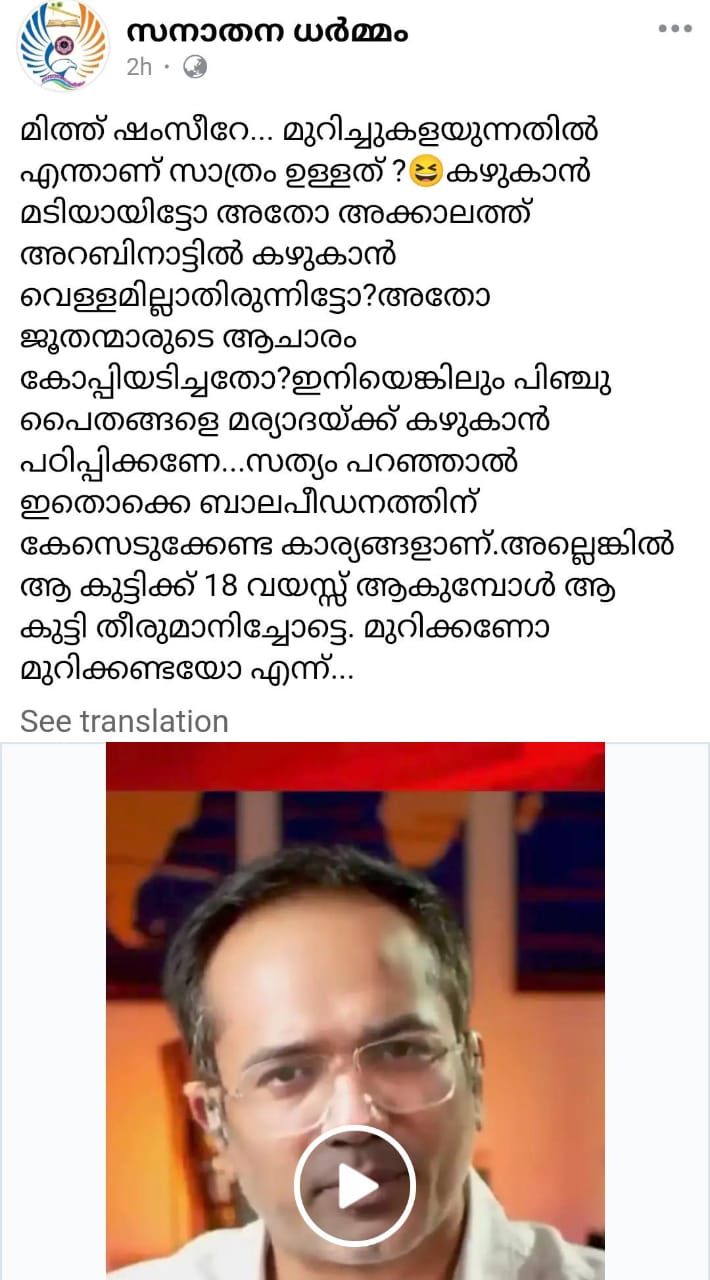 സനാതന ധർമ്മം
2h ·
മിത്ത് ഷംസീറേ... മുറിച്ചുകളയുന്നതിൽ
എന്താണ് സാത്രം ഉള്ളത് ?😆കഴുകാൻ
മടിയായിട്ടോ അതോ അക്കാലത്ത്
അറബിനാട്ടിൽ കഴുകാൻ
വെള്ളമില്ലാതിരുന്നിട്ടോ?അതോ
ജൂതന്മാരുടെ ആചാരം
കോപ്പിയടിച്ചതോ?ഇനിയെങ്കിലും പിഞ്ചു
പൈതങ്ങളെ മര്യാദയ്ക്ക് കഴുകാൻ
പഠിപ്പിക്കണേ...സത്യം പറഞ്ഞാൽ
ഇതൊക്കെ ബാലപീഡനത്തിന്
കേസെടുക്കേണ്ട കാര്യങ്ങളാണ്.അല്ലെങ്കിൽ
ആ കുട്ടിക്ക് 18 വയസ്സ് ആകുമ്പോൾ ആ
കുട്ടി തീരുമാനിച്ചോട്ടെ. മുറിക്കണോ
മുറിക്കണ്ടയോ എന്ന്...
See translation